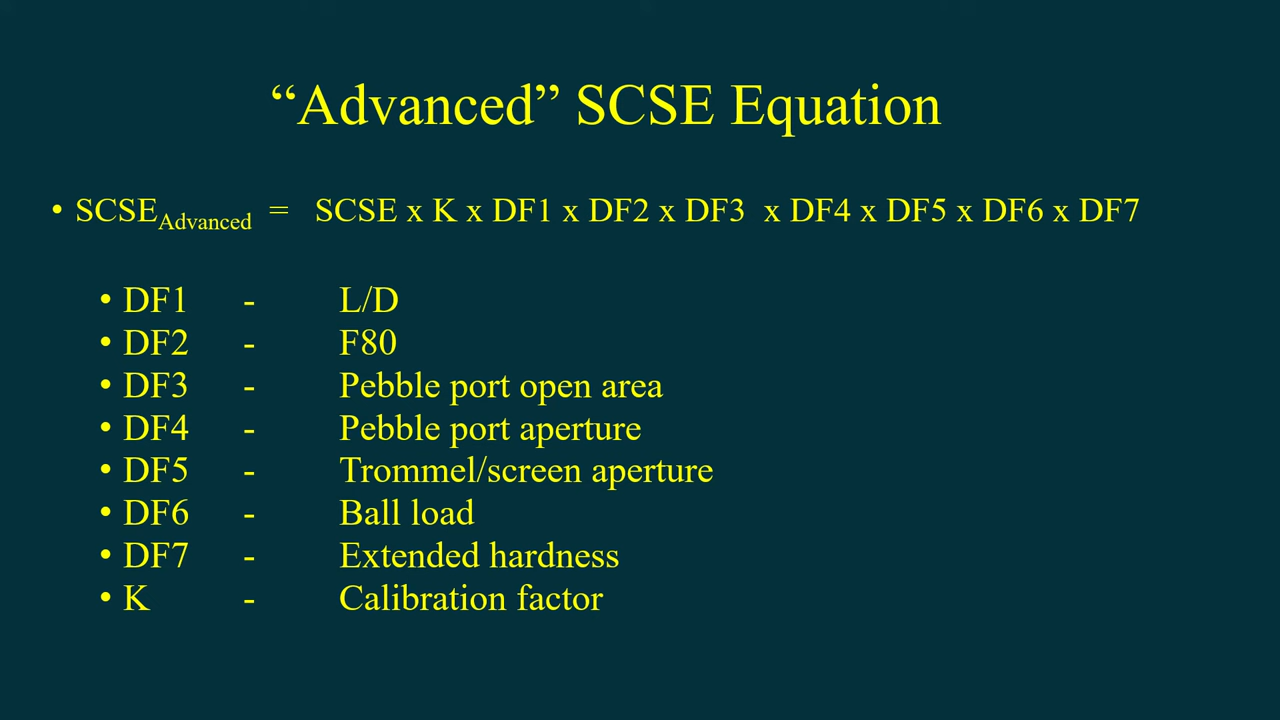 “Advanced” SCSE Equation
• SCSEAdvanced = SCSE x K x DF1 x DF2 x DF3 x DF4 x DF5 x DF6 x DF7
• DF1 - L/D
• DF2 - F80
• DF3 - Pebble port open area
• DF4 - Pebble port aperture
• DF5 - Trommel/screen aperture
• DF6 - Ball load
• DF7 - Extended hardness
• K - Calibration factor